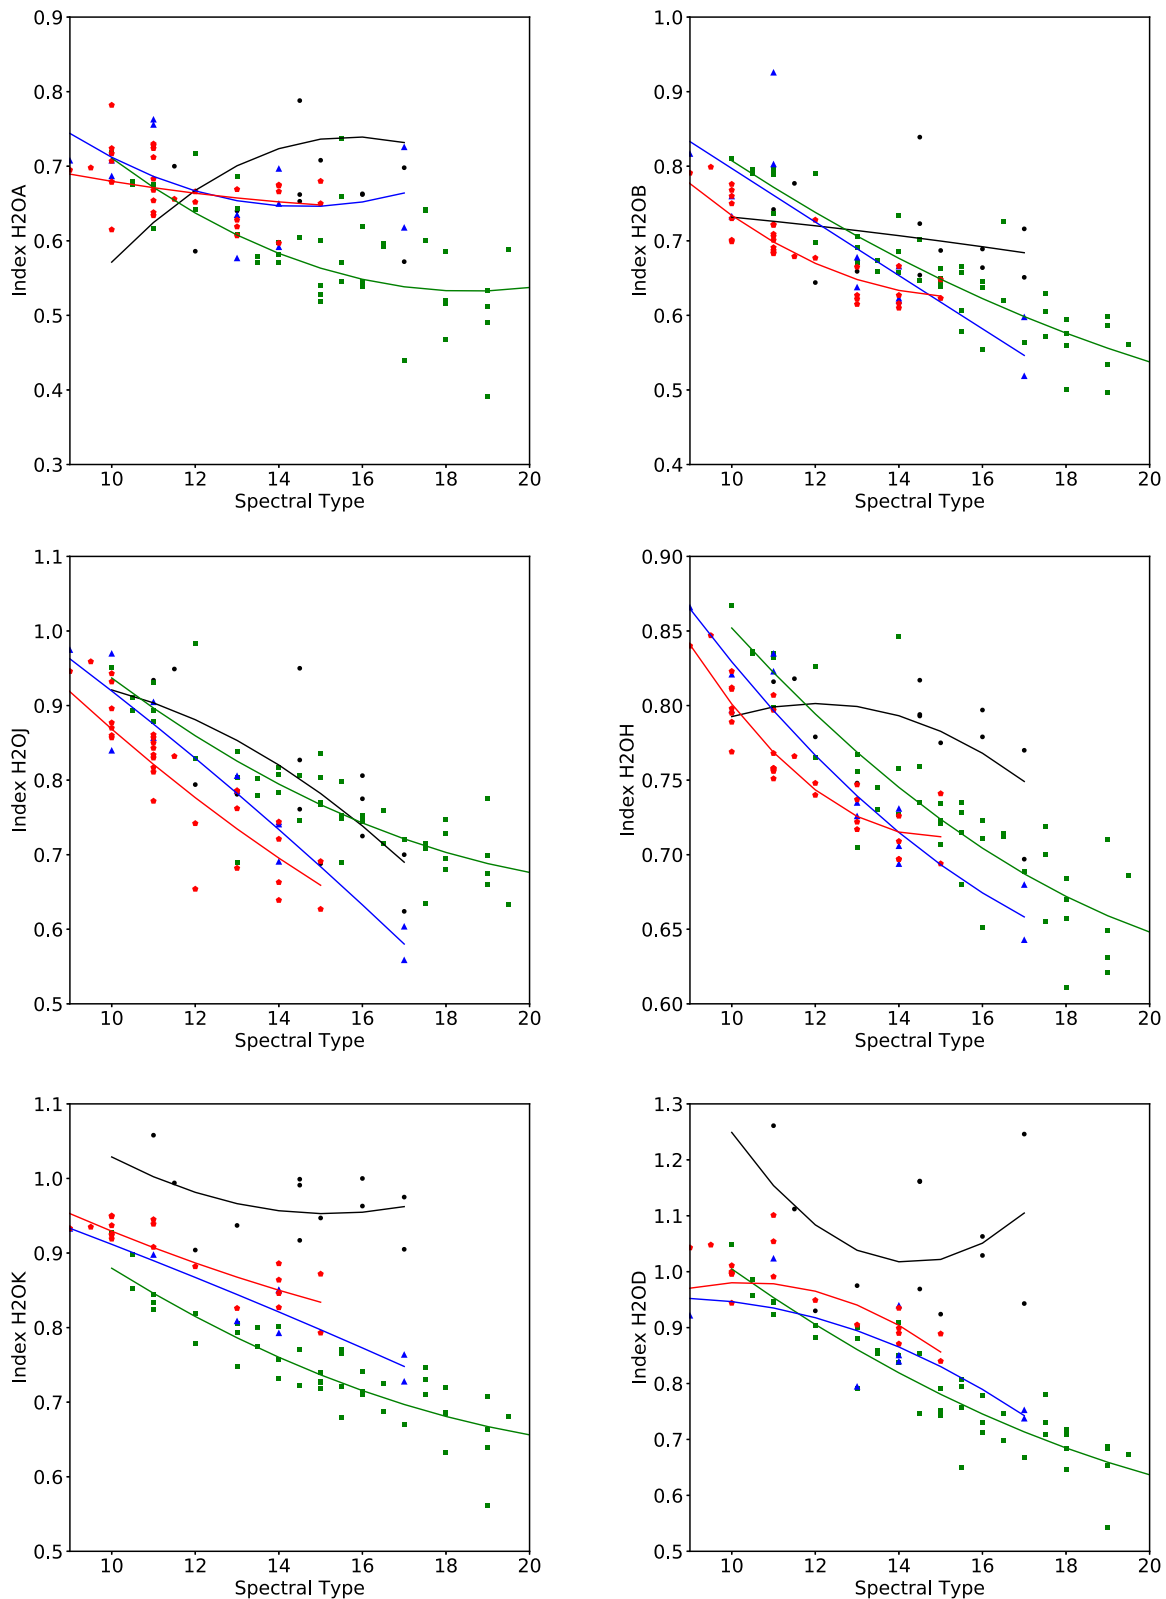 0.9
0.8
0.7
0.6
0.5
0.4
0.3
Index H2OA
10 12 14 16 18 20
Spectral Type
1.0
0.9
0.8
0.7
0.6
0.5
0.4
Index H2OB
10 12 14 16 18 20
Spectral Type
1.1
1.0
0.9
0.8
0.7
0.6
0.5
Index H2OJ
10 12 14 16 18 20
Spectral Type
0.90
0.85
0.80
0.75
0.70
0.65
0.60
Index H2OH
10 12 14 16 18 20
Spectral Type
1.1
1.0
0.9
0.8
0.7
0.6
0.5
Index H2OK
10 12 14 16 18 20
Spectral Type
1.3
1.2
1.1
1.0
0.9
0.8
0.7
0.6
0.5
Index H2OD
10 12 14 16 18 20
Spectral Type